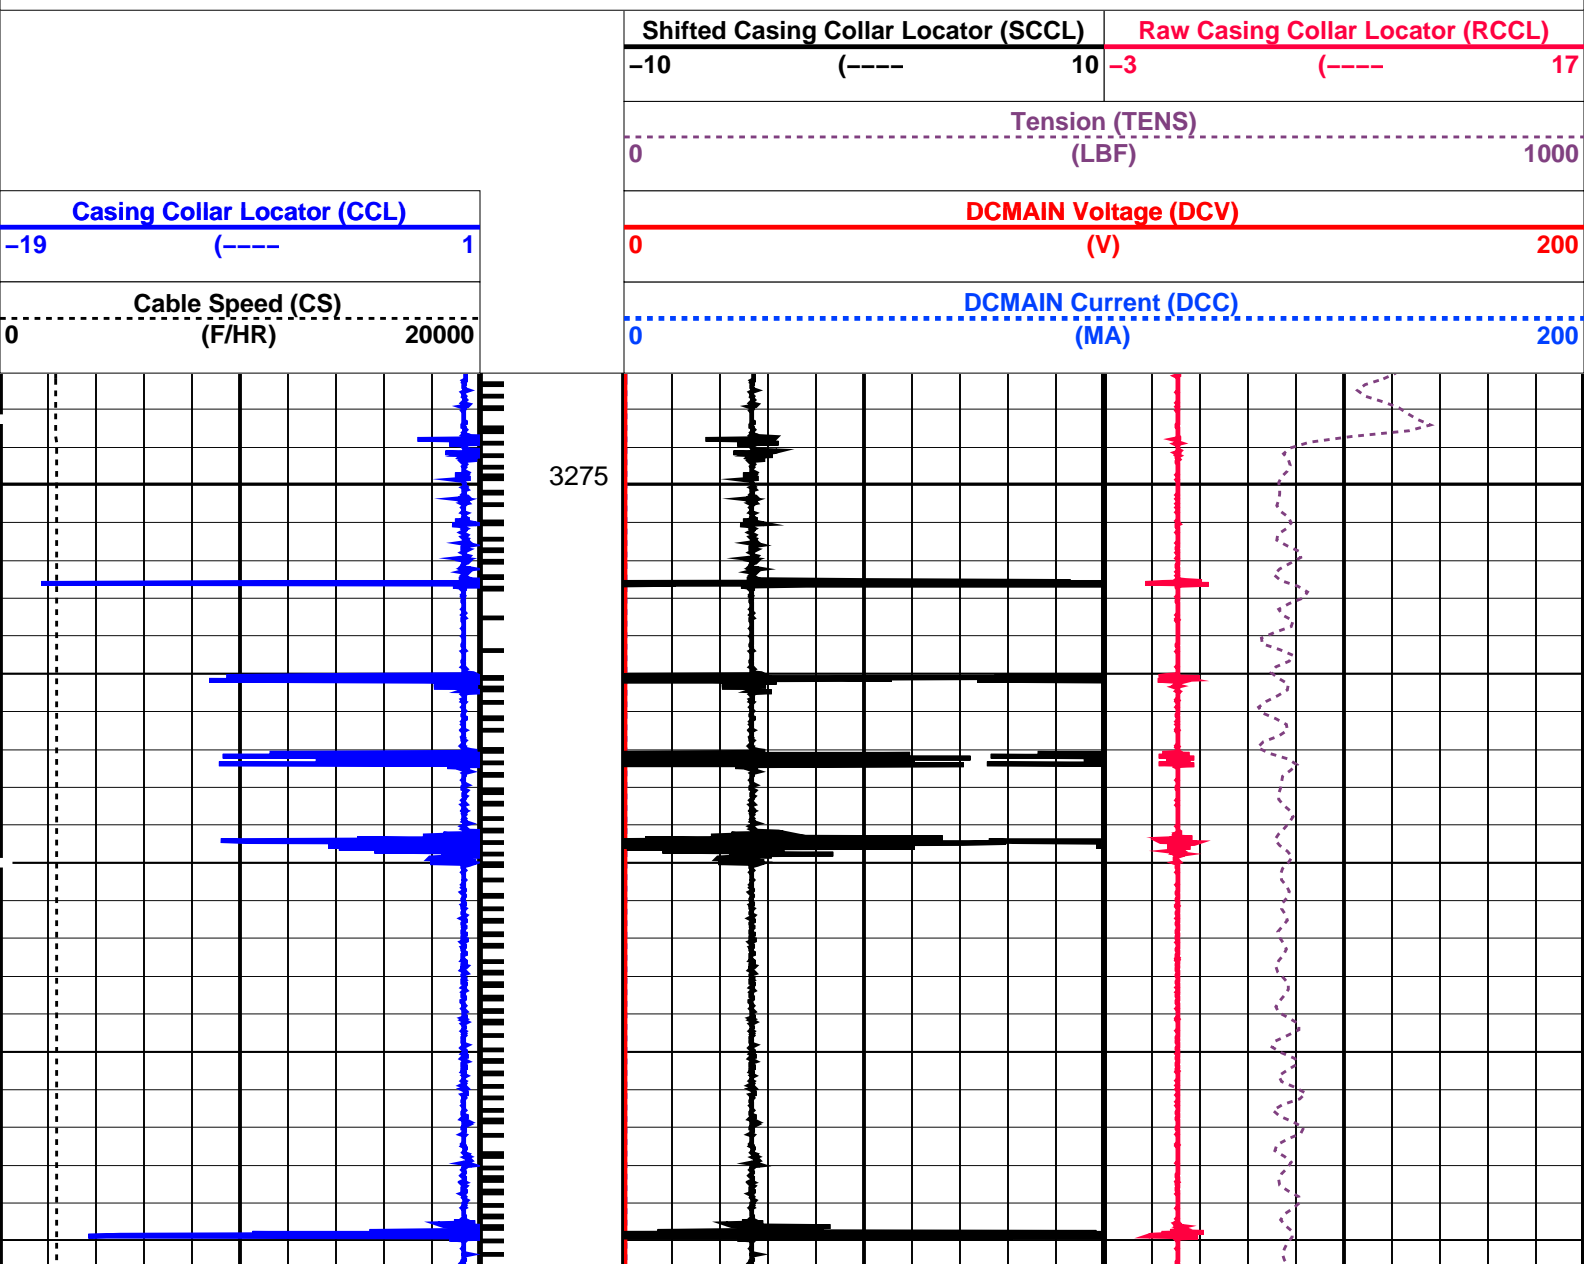 Shifted Casing Collar Locator (SCCL) Raw Casing Collar Locator (RCCL)
−10 (−−−− 10 −3 (−−−− 17
Tension (TENS)
0 (LBF) 1000
Casing Collar Locator (CCL) DCMAIN Voltage (DCV)
−19 (−−−− 1 0 (V) 200
Cable Speed (CS) DCMAIN Current (DCC)
0 (F/HR) 20000 0 (MA) 200
3275